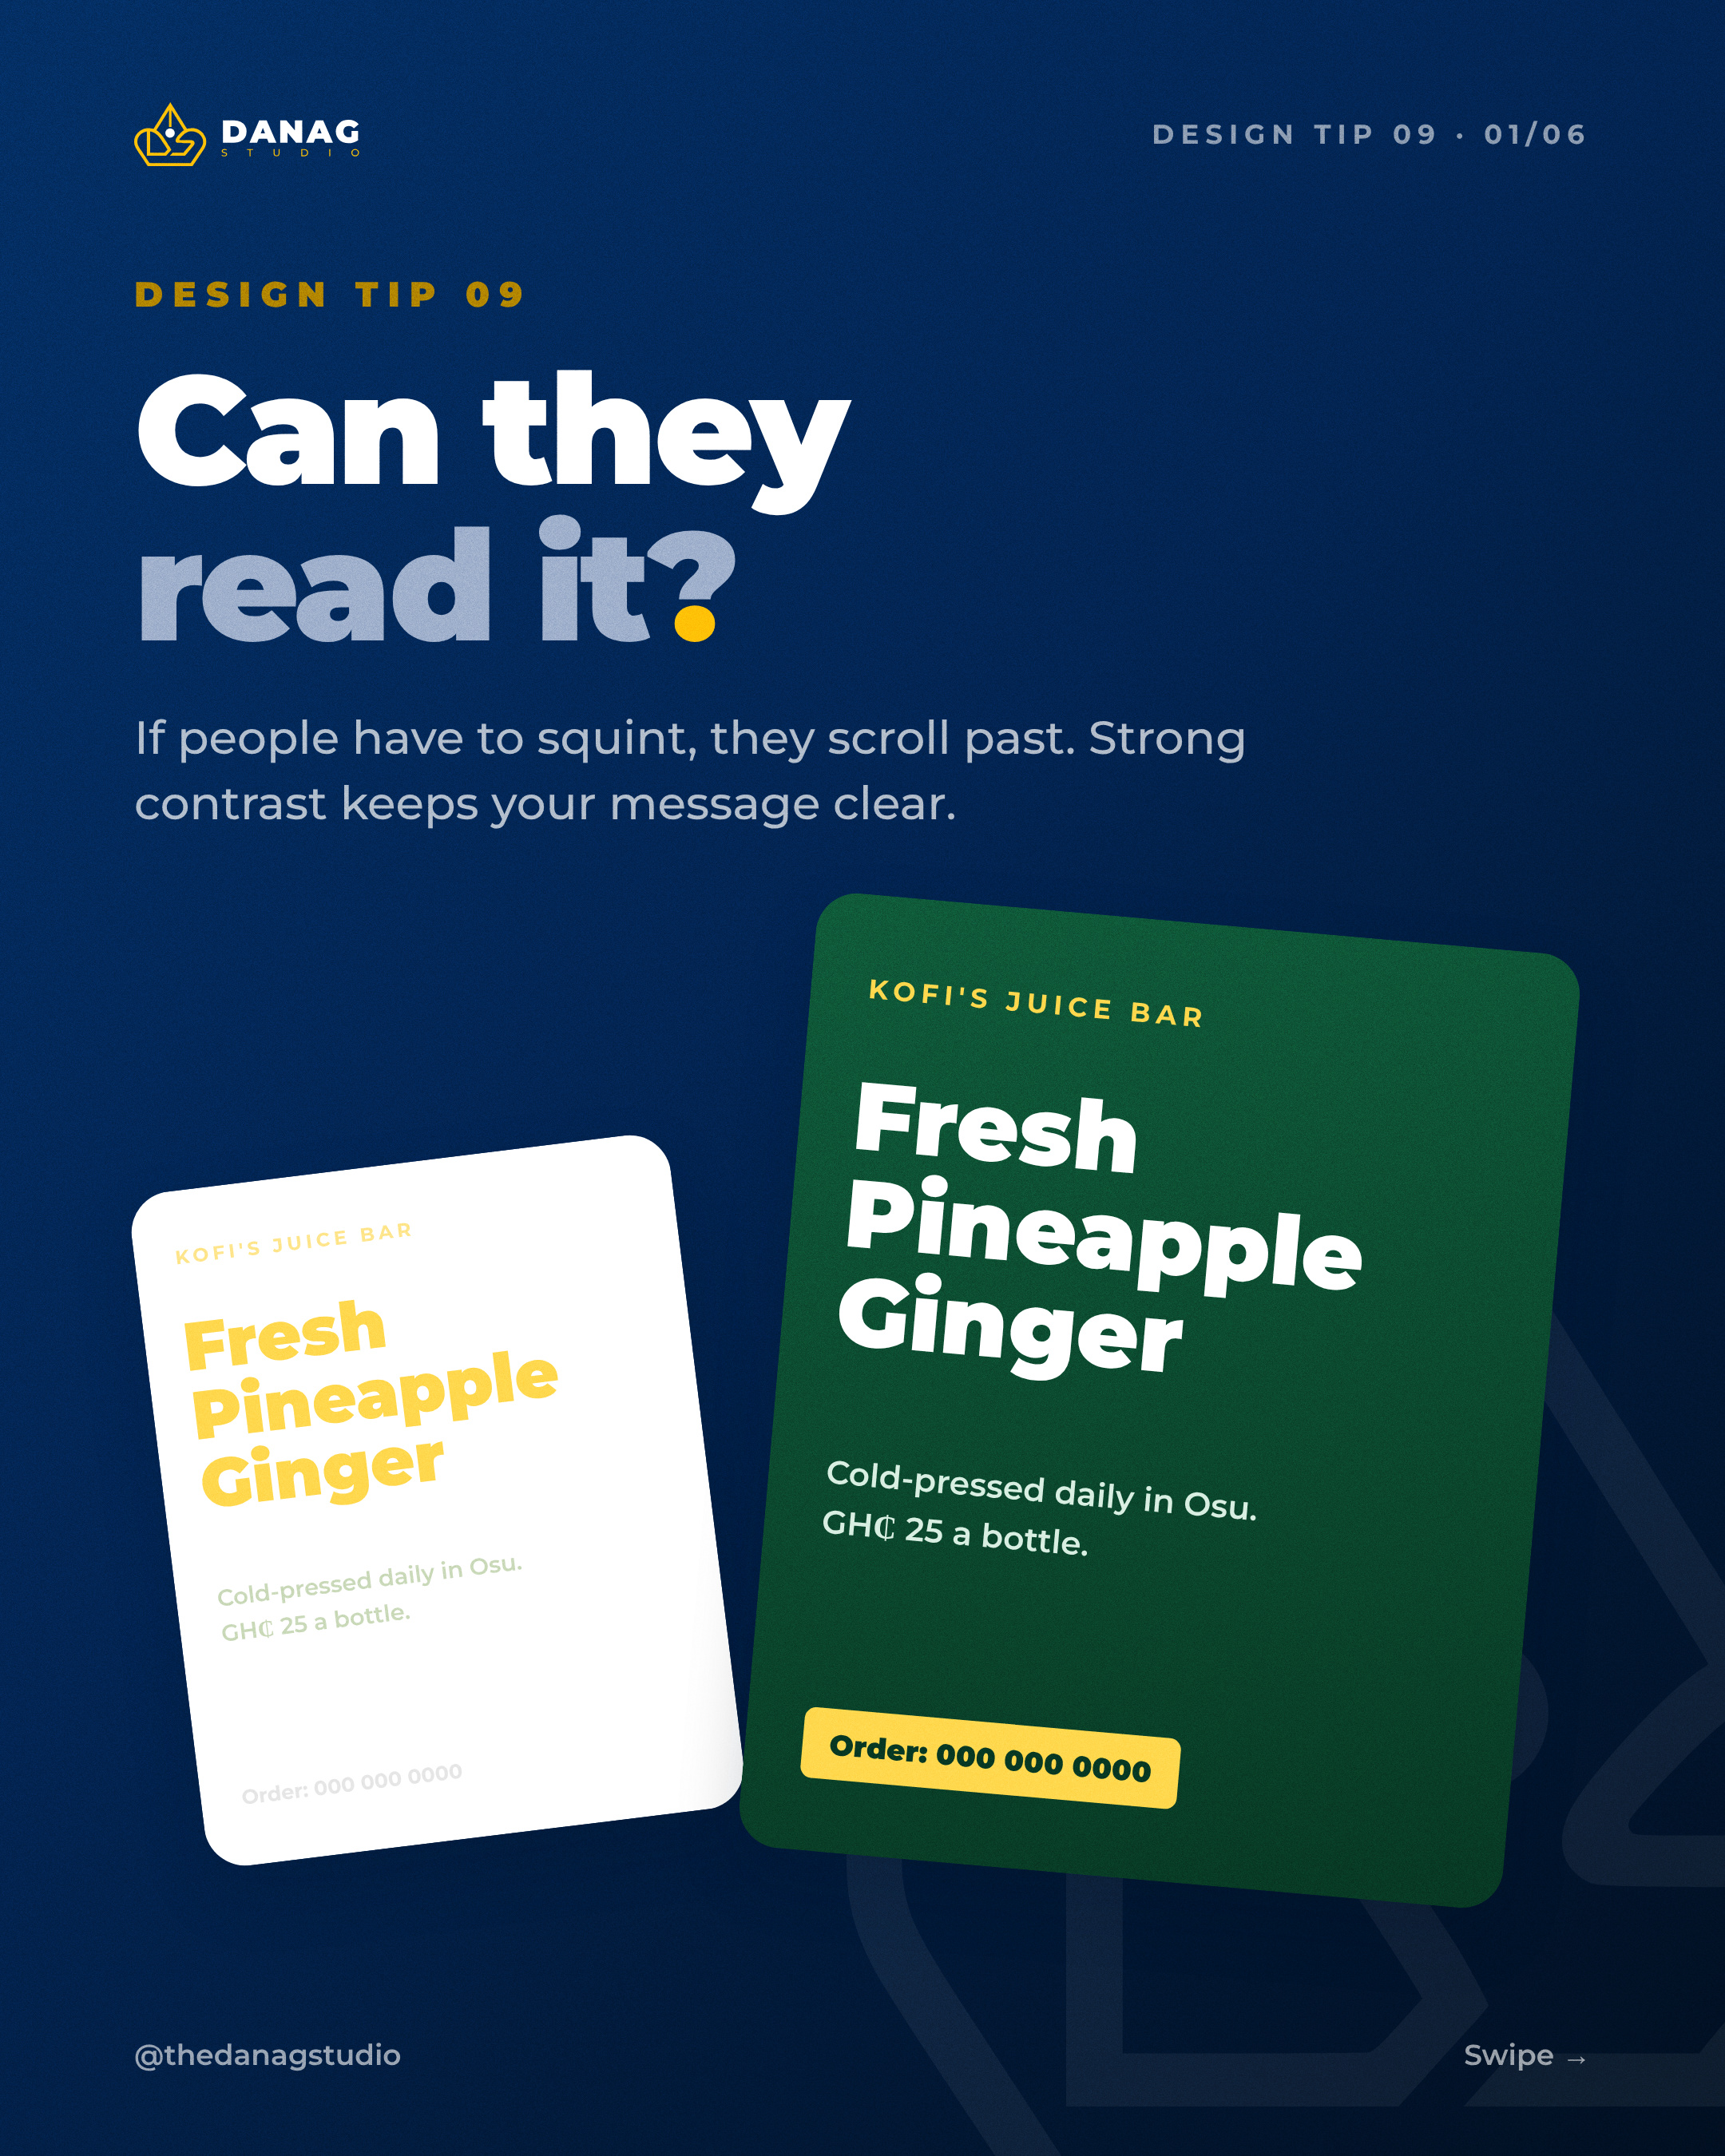 DANAG
STUDIO
DESIGN TIP 09 · 01/06
DESIGN TIP 09
Can they
read it?
If people have to squint, they scroll past. Strong
contrast keeps your message clear.
KOFI'S JUICE BAR
Fresh
Pineapple
Ginger
Cold-pressed daily in Osu.
GH₵ 25 a bottle.
Order: 000 000 0000
KOFI'S JUICE BAR
Fresh
Pineapple
Ginger
Cold-pressed daily in Osu.
GH₵ 25 a bottle.
Order: 000 000 0000
@thedanagstudio
Swipe →